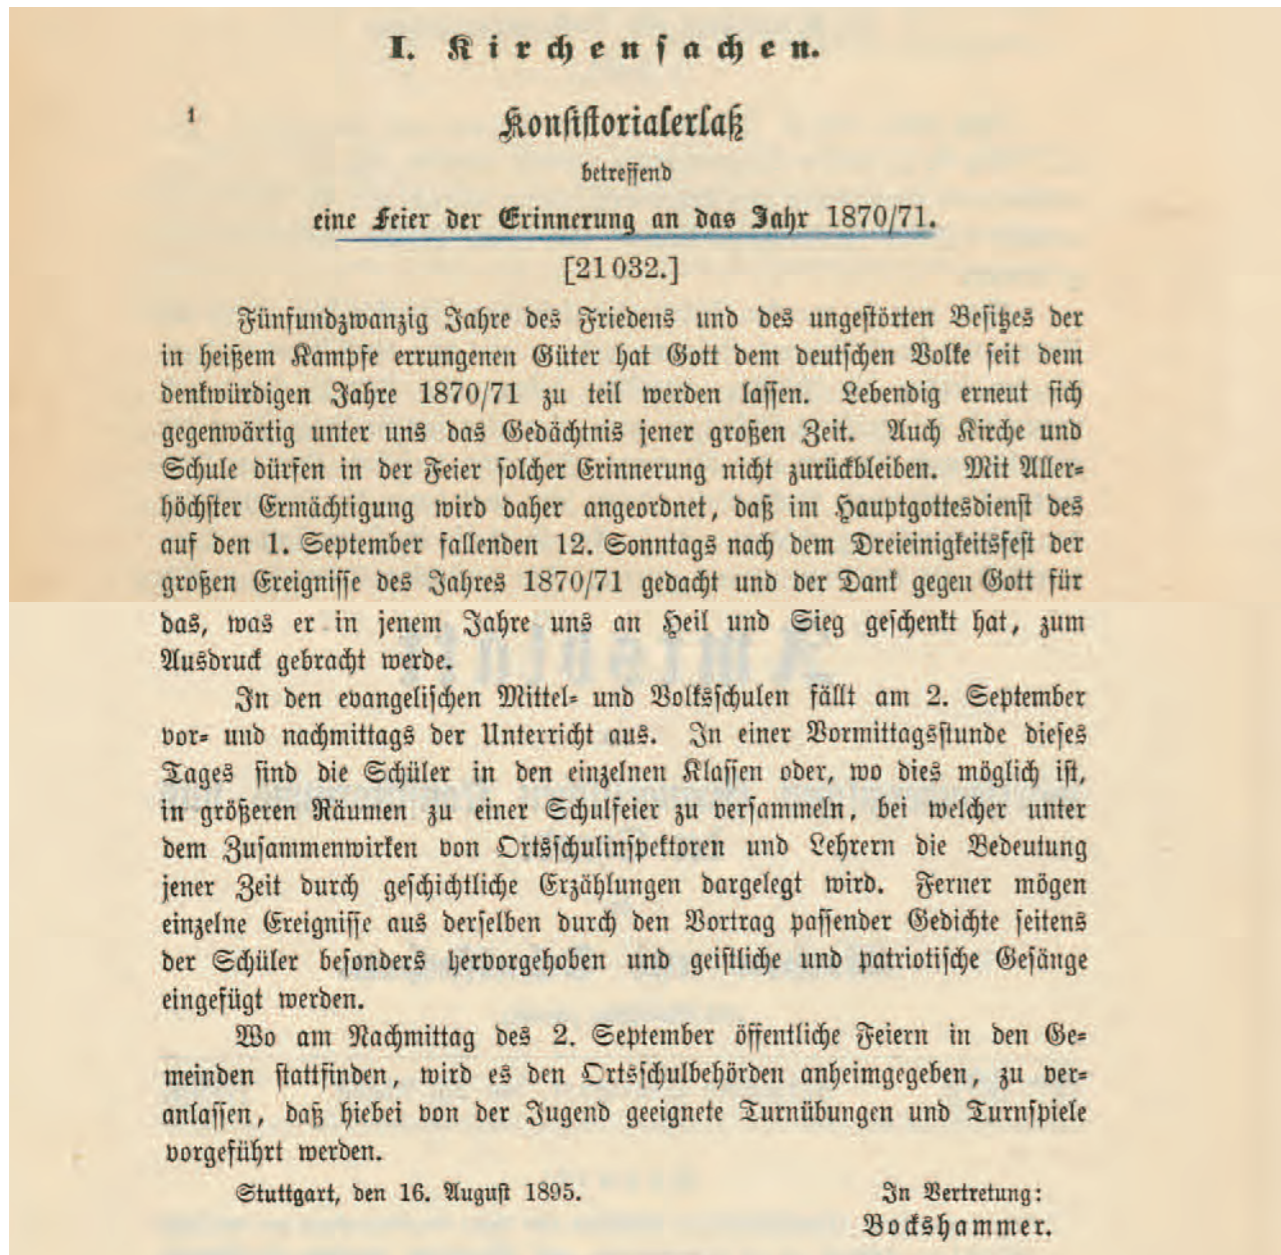 I. Kirchensachen.
1
Konsistorialerlaß
betreffend
eine Feier der Erinnerung an das Jahr 1870/71.
[21 032.]
Fünfundzwanzig Jahre des Friedens und des ungestörten Besitzes der
in heißem Kampfe errungenen Güter hat Gott dem deutschen Volke seit dem
denkwürdigen Jahre 1870/71 zu teil werden lassen. Lebendig erneut sich
gegenwärtig unter uns das Gedächtnis jener großen Zeit. Auch Kirche und
Schule dürfen in der Feier solcher Erinnerung nicht zurückbleiben. Mit Aller-
höchster Ermächtigung wird daher angeordnet, daß im Hauptgottesdienst des
auf den 1. September fallenden 12. Sonntags nach dem Dreieinigkeitsfest der
großen Ereignisse des Jahres 1870/71 gedacht und der Dank gegen Gott für
das, was er in jenem Jahre uns an Heil und Sieg geschenkt hat, zum
Ausdruck gebracht werde.
In den evangelischen Mittel- und Volksschulen fällt am 2. September
vor- und nachmittags der Unterricht aus. In einer Vormittagsstunde dieses
Tages sind die Schüler in den einzelnen Klassen oder, wo dies möglich ist,
in größeren Räumen zu einer Schulfeier zu versammeln, bei welcher unter
dem Zusammenwirken von Ortsschulinspektoren und Lehrern die Bedeutung
jener Zeit durch geschichtliche Erzählungen dargelegt wird. Ferner mögen
einzelne Ereignisse aus derselben durch den Vortrag passender Gedichte seitens
der Schüler besonders hervorgehoben und geistliche und patriotische Gesänge
eingefügt werden.
Wo am Nachmittag des 2. September öffentliche Feiern in den Ge-
meinden stattfinden, wird es den Ortsschulbehörden anheimgegeben, zu ver-
anlassen, daß hiebei von der Jugend geeignete Turnübungen und Turnspiele
vorgeführt werden.
Stuttgart, den 16. August 1895. In Vertretung:
Bockshammer.